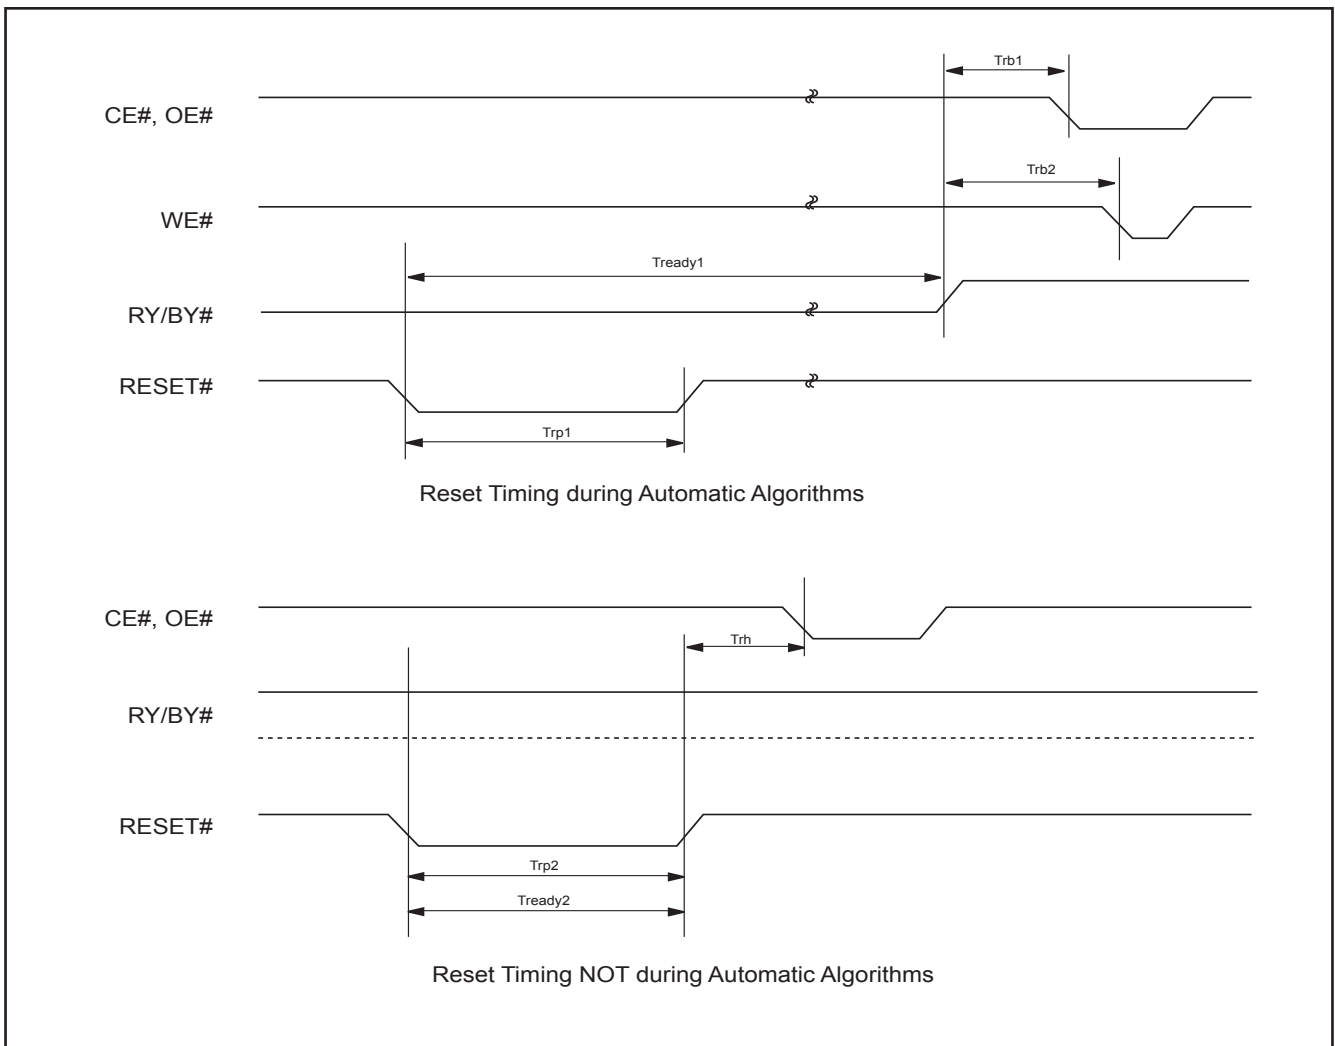 Trb1
CE#, OE#
Trb2
WE#
Tready1
RY/BY#
RESET#
Trp1
Reset Timing during Automatic Algorithms
CE#, OE#
Trh
RY/BY#
RESET#
Trp2
Tready2
Reset Timing NOT during Automatic Algorithms